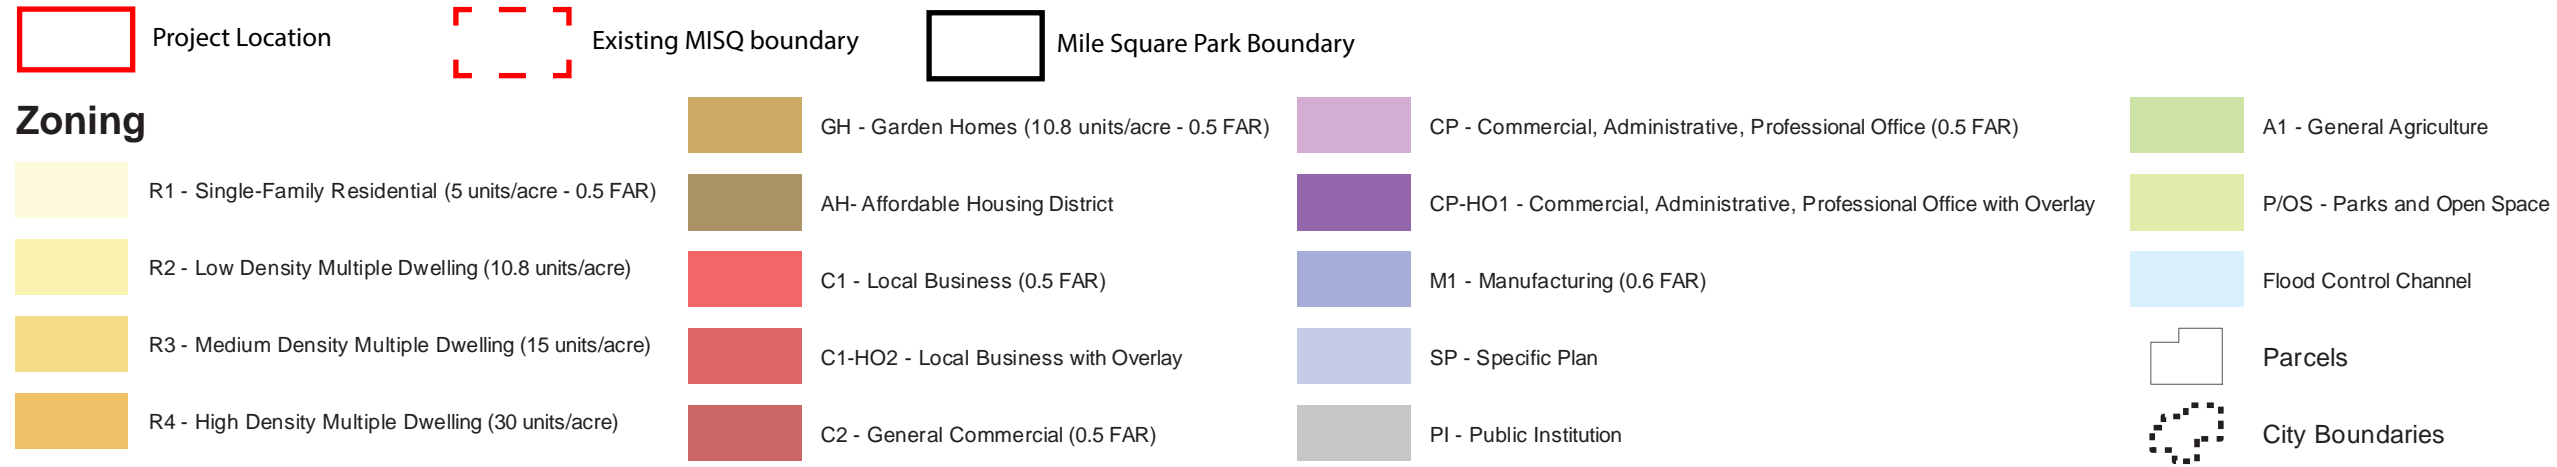 Project Location
Existing MISQ boundary
Mile Square Park Boundary
Zoning
R1 - Single-Family Residential (5 units/acre - 0.5 FAR)
R2 - Low Density Multiple Dwelling (10.8 units/acre)
R3 - Medium Density Multiple Dwelling (15 units/acre)
R4 - High Density Multiple Dwelling (30 units/acre)
GH - Garden Homes (10.8 units/acre - 0.5 FAR)
AH- Affordable Housing District
C1 - Local Business (0.5 FAR)
C1-HO2 - Local Business with Overlay
C2 - General Commercial (0.5 FAR)
CP - Commercial, Administrative, Professional Office (0.5 FAR)
CP-HO1 - Commercial, Administrative, Professional Office with Overlay
M1 - Manufacturing (0.6 FAR)
SP - Specific Plan
PI - Public Institution
A1 - General Agriculture
P/OS - Parks and Open Space
Flood Control Channel
Parcels
City Boundaries